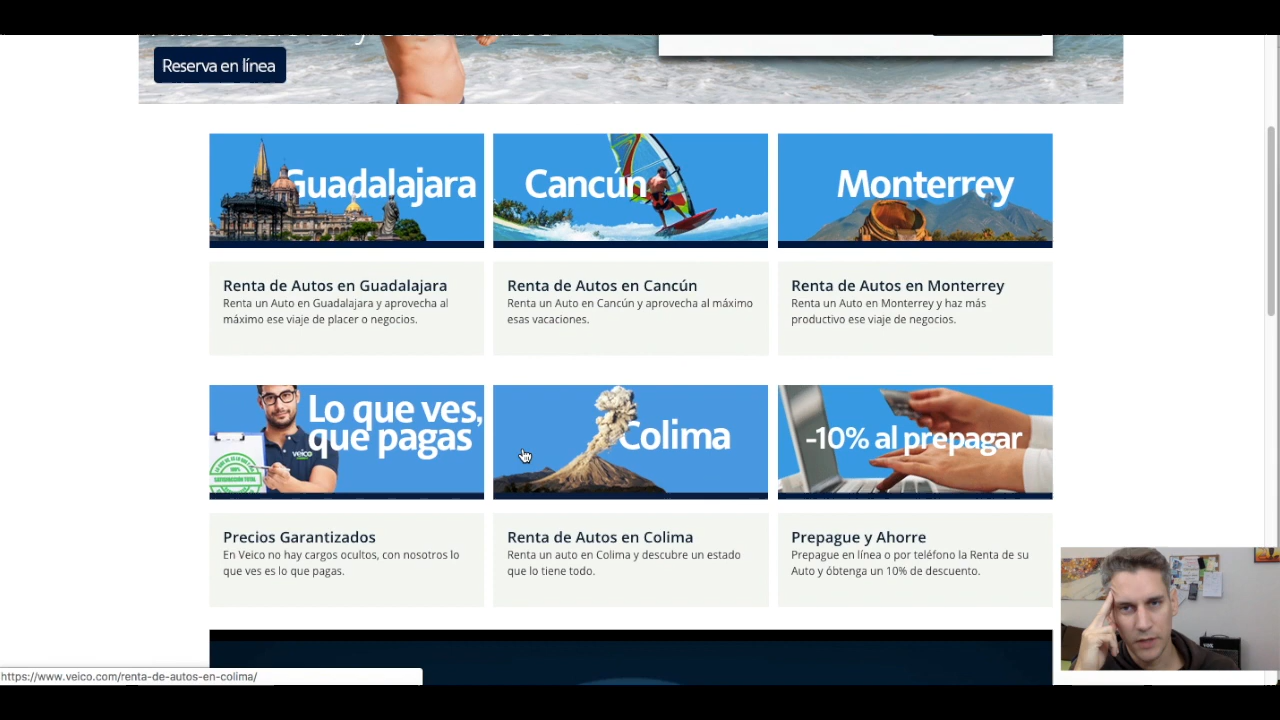 Reserva en línea
Guadalajara
Cancún
Monterrey
Renta de Autos en Guadalajara
Renta un Auto en Guadalajara y aprovecha al
máximo ese viaje de placer o negocios.
Renta de Autos en Cancún
Renta un Auto en Cancún y aprovecha al máximo
esas vacaciones.
Renta de Autos en Monterrey
Renta un Auto en Monterrey y haz más
productivo ese viaje de negocios.
Lo que ves,
que pagas
veico
Colima
-10% al prepagar
Precios Garantizados
En Veico no hay cargos ocultos, con nosotros lo
que ves es lo que pagas.
Renta de Autos en Colima
Renta un auto en Colima y descubre un estado
que lo tiene todo.
Prepague y Ahorre
Prepague en línea o por teléfono la Renta de su
Auto y óbtenga un 10% de descuento.
https://www.veico.com/renta-de-autos-en-colima/